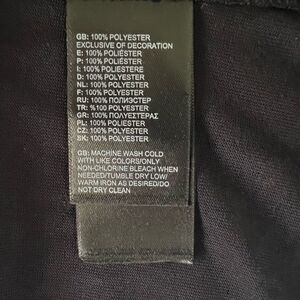 GB: 100% POLYESTER
EXCLUSIVE OF DECORATION
E: 100% POLIÉSTER
P: 100% POLIÉSTER
I: 100% POLIESTERE
D: 100% POLYESTER
NL: 100% POLYESTER
F: 100% POLYESTER
RU: 100% ПОЛИЭСТЕР
TR: %100 POLYESTER
GR: 100% ΠΟΛΥΕΣΤΕΡΑΣ
PL: 100% POLIESTER
CZ: 100% POLYESTER
SK: 100% POLYESTER
GB: MACHINE WASH COLD
WITH LIKE COLORS/ONLY
NON-CHLORINE BLEACH WHEN
NEEDED/TUMBLE DRY LOW/
WARM IRON AS DESIRED/DO
NOT DRY CLEAN